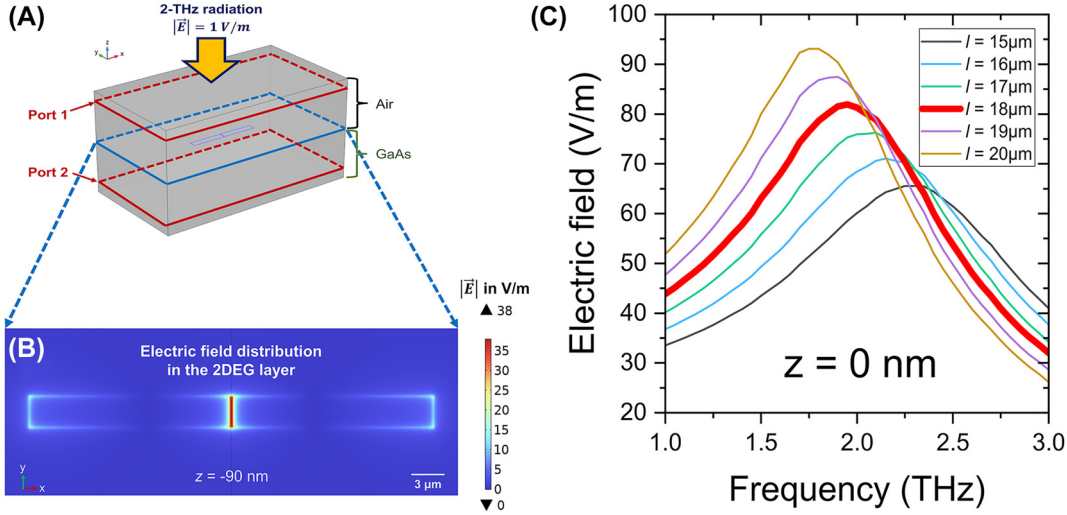 (A)
2-THz radiation
|E⃗| = 1 V/m
z
y
x
Port 1
Port 2
Air
GaAs
|E⃗| in V/m
▲ 38
35
30
25
20
15
10
5
0
▼ 0
(B)
Electric field distribution
in the 2DEG layer
z = -90 nm
3 µm
y
x
(C)
Electric field (V/m)
100
90
80
70
60
50
40
30
20
1.0
1.5
2.0
2.5
3.0
Frequency (THz)
l = 15µm
l = 16µm
l = 17µm
l = 18µm
l = 19µm
l = 20µm
z = 0 nm